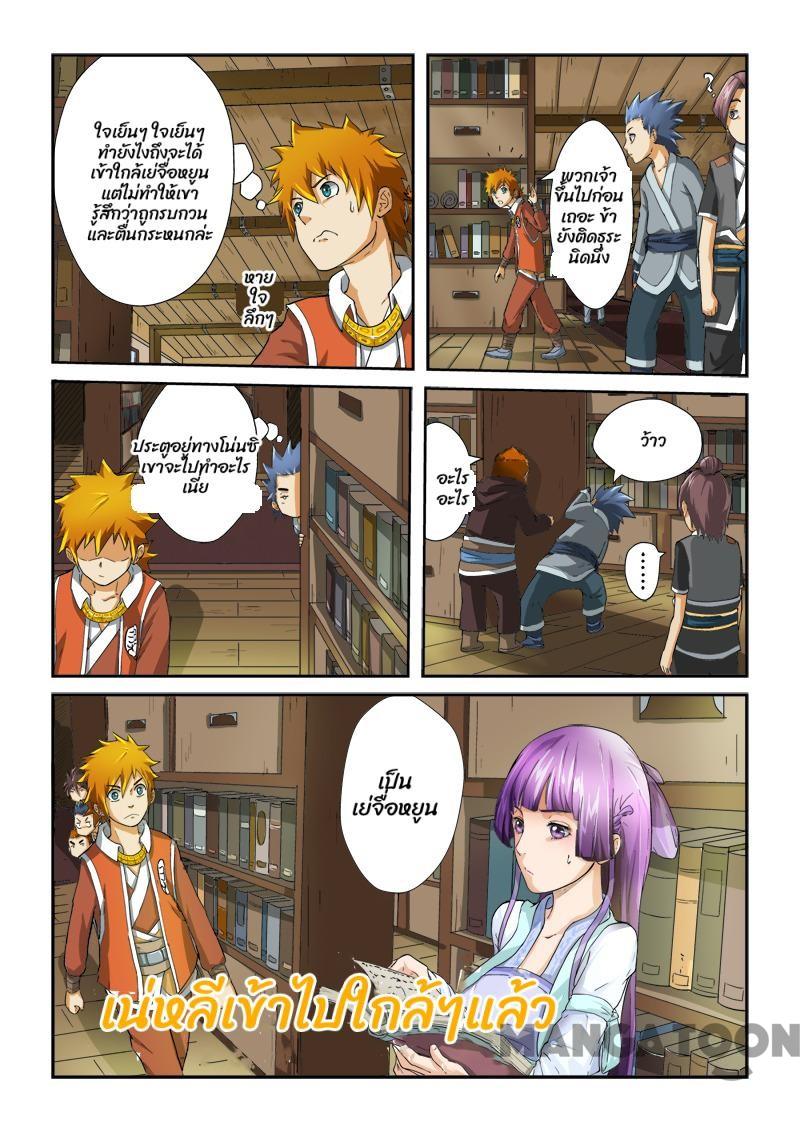 ใจเย็นๆ ใจเย็นๆ
ทำยังไงถึงจะได้
เข้าใกล้เย่จื่อหยูน
แต่ไม่ทำให้เขา
รู้สึกว่าถูกรบกวน
และตื่นกระหนกล่ะ
หาย
ใจ
ลึกๆ
?
พวกเจ้า
ขึ้นไปก่อน
เถอะ ข้า
ยังติดธุระ
นิดนึง
ประตูอยู่ทางโน่นซิ
เขาจะไปทำอะไร
เนี่ย
ว้าว
อะไร
อะไร
......
เป็น
เย่จื่อหยูน
เน่หลีเข้าไปใกล้ๆแล้ว
MANGATOON